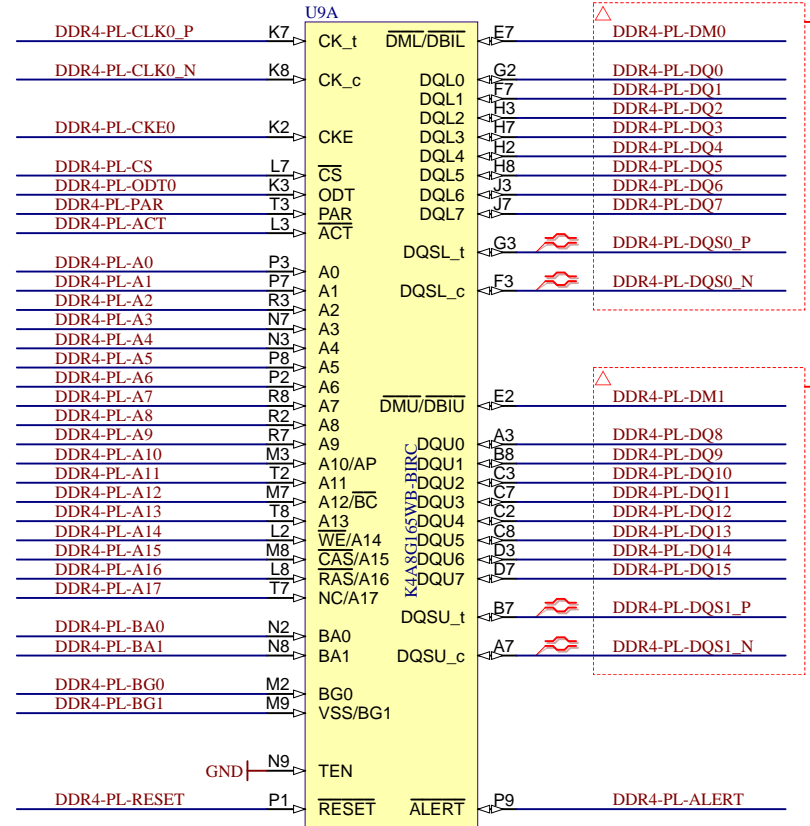 U9A
DDR4-PL-CLK0_P K7 CK_t DML/DBIL E7 DDR4-PL-DM0
DDR4-PL-CLK0_N K8 CK_c DQL0 G2 DDR4-PL-DQ0
DQL1 F7 DDR4-PL-DQ1
DQL2 H3 DDR4-PL-DQ2
DDR4-PL-CKE0 K2 CKE DQL3 H7 DDR4-PL-DQ3
DQL4 H2 DDR4-PL-DQ4
DDR4-PL-CS L7 CS DQL5 H8 DDR4-PL-DQ5
DDR4-PL-ODT0 K3 ODT DQL6 J3 DDR4-PL-DQ6
DDR4-PL-PAR T3 PAR DQL7 J7 DDR4-PL-DQ7
DDR4-PL-ACT L3 ACT
DQSL_t G3 DDR4-PL-DQS0_P
DDR4-PL-A0 P3 A0
DDR4-PL-A1 P7 A1 DQSL_c F3 DDR4-PL-DQS0_N
DDR4-PL-A2 R3 A2
DDR4-PL-A3 N7 A3
DDR4-PL-A4 N3 A4
DDR4-PL-A5 P8 A5
DDR4-PL-A6 P2 A6
DDR4-PL-A7 R8 A7 DMU/DBIU E2 DDR4-PL-DM1
DDR4-PL-A8 R2 A8
DDR4-PL-A9 R7 A9 DQU0 A3 DDR4-PL-DQ8
DDR4-PL-A10 M3 A10/AP DQU1 B8 DDR4-PL-DQ9
DDR4-PL-A11 T2 A11 DQU2 C3 DDR4-PL-DQ10
DDR4-PL-A12 M7 A12/BC DQU3 C7 DDR4-PL-DQ11
DDR4-PL-A13 T8 A13 DQU4 C2 DDR4-PL-DQ12
DDR4-PL-A14 L2 WE/A14 DQU5 C8 DDR4-PL-DQ13
DDR4-PL-A15 M8 CAS/A15 DQU6 D3 DDR4-PL-DQ14
DDR4-PL-A16 L8 RAS/A16 DQU7 D7 DDR4-PL-DQ15
DDR4-PL-A17 T7 NC/A17
K4A8G165WB-BIRC
DQSU_t B7 DDR4-PL-DQS1_P
DDR4-PL-BA0 N2 BA0
DDR4-PL-BA1 N8 BA1 DQSU_c A7 DDR4-PL-DQS1_N
DDR4-PL-BG0 M2 BG0
DDR4-PL-BG1 M9 VSS/BG1
GND N9 TEN
DDR4-PL-RESET P1 RESET ALERT P9 DDR4-PL-ALERT